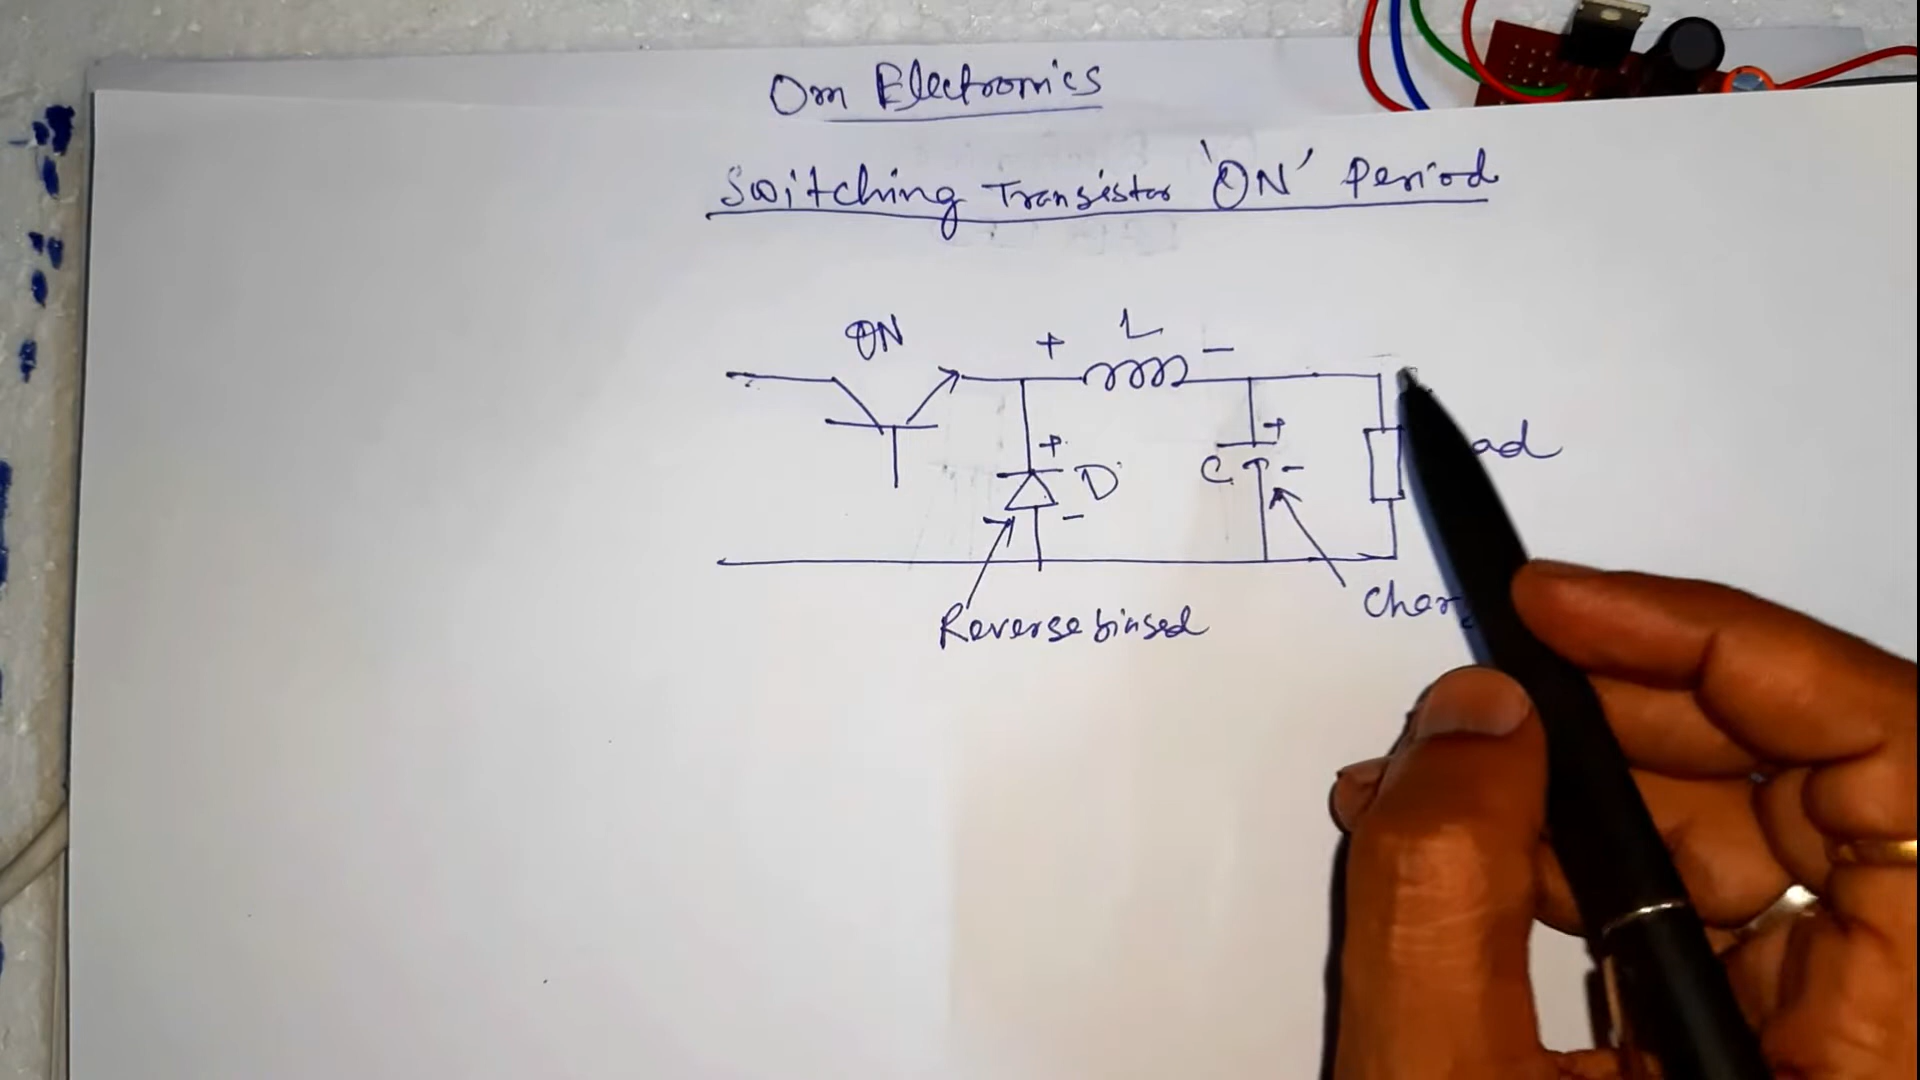 Om Electronics
Switching Transistor 'ON' Period
ON
+ L -
+
D
-
+
C
-
Reverse biased